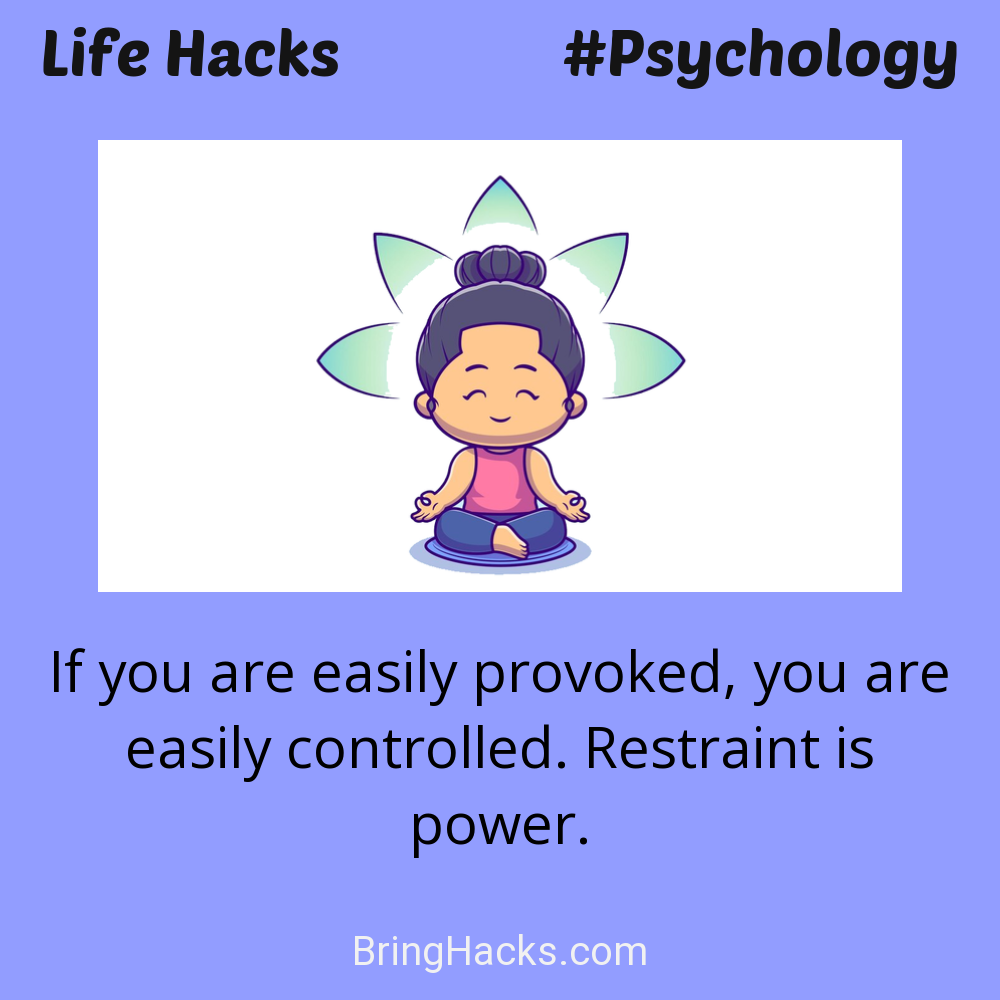 Life Hacks #Psychology
If you are easily provoked, you are
easily controlled. Restraint is
power.
BringHacks.com